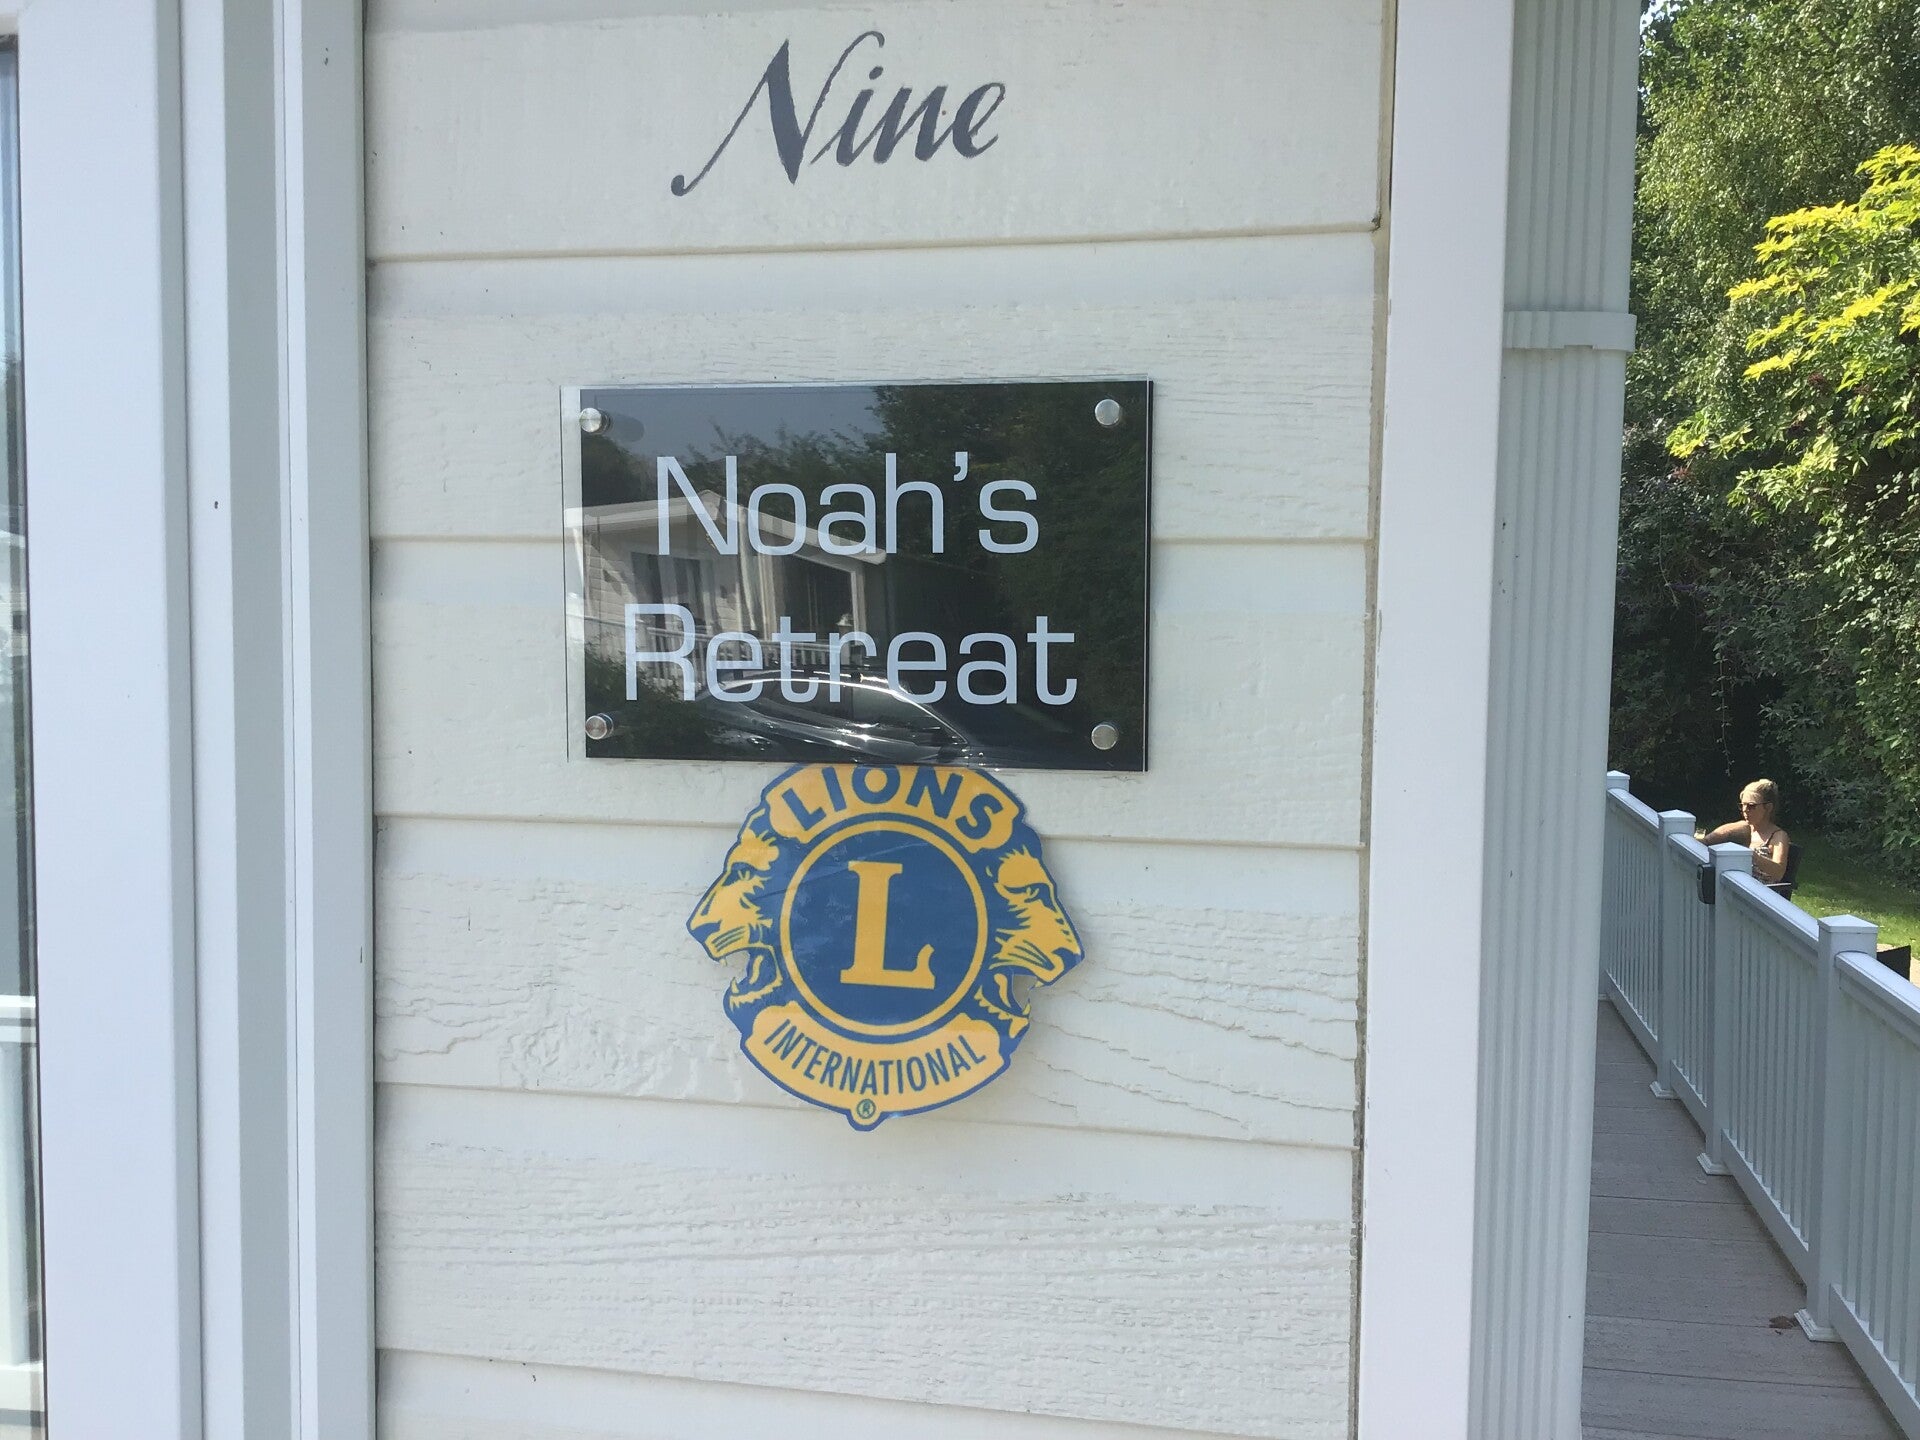 Nine
Noah's
Retreat
LIONS
L
INTERNATIONAL
®